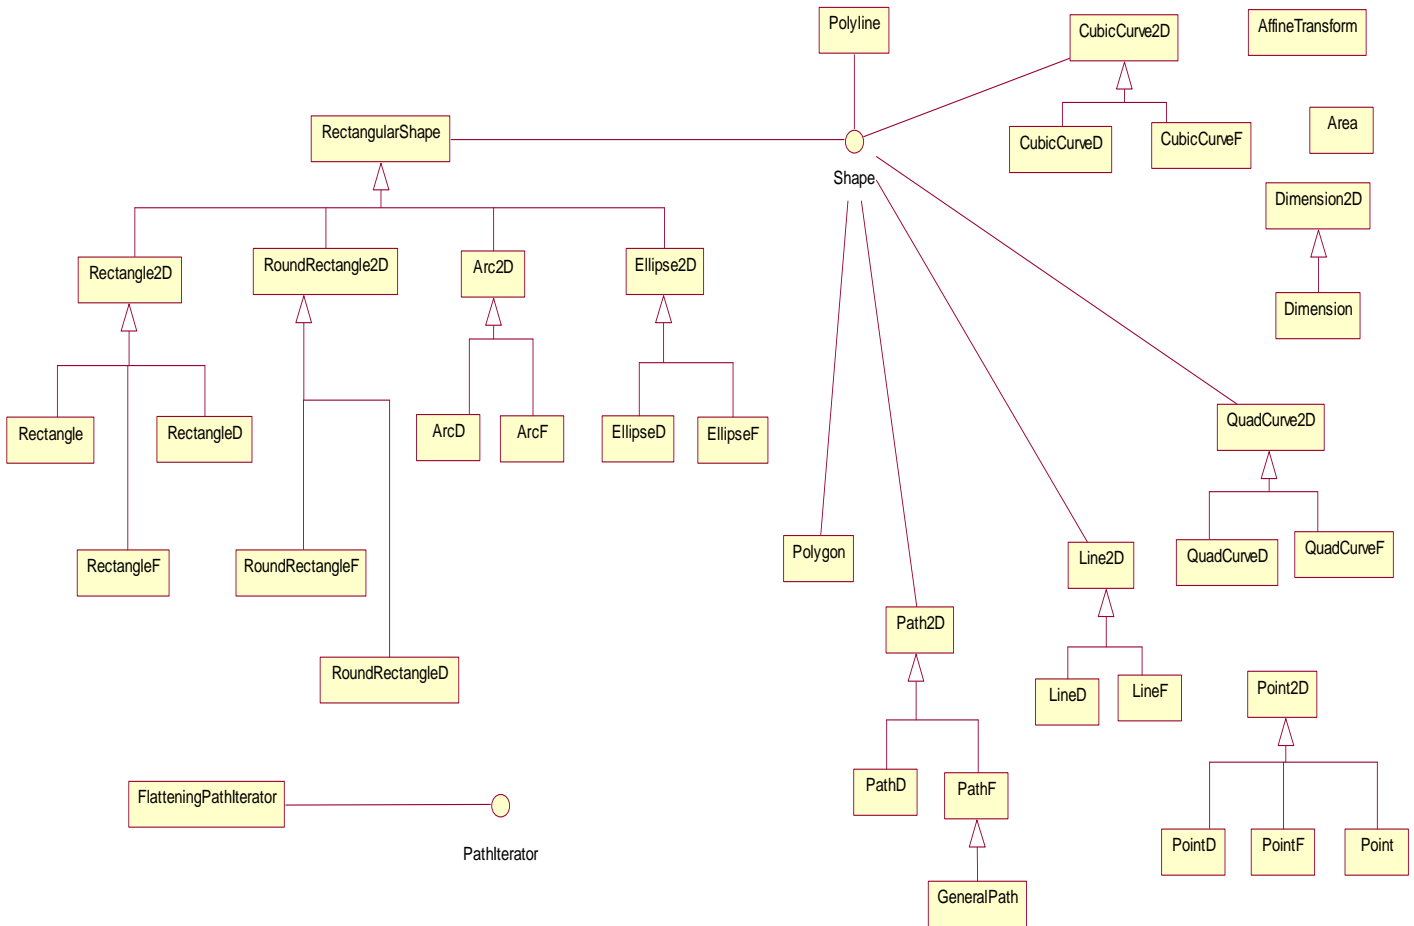 Polyline
CubicCurve2D
AffineTransform
RectangularShape
Area
CubicCurveD
CubicCurveF
Shape
Dimension2D
Rectangle2D
RoundRectangle2D
Arc2D
Ellipse2D
Dimension
Rectangle
RectangleD
ArcD
ArcF
EllipseD
EllipseF
QuadCurve2D
RectangleF
RoundRectangleF
Polygon
Line2D
QuadCurveD
QuadCurveF
Path2D
RoundRectangleD
LineD
LineF
Point2D
FlatteningPathIterator
PathD
PathF
PathIterator
PointD
PointF
Point
GeneralPath